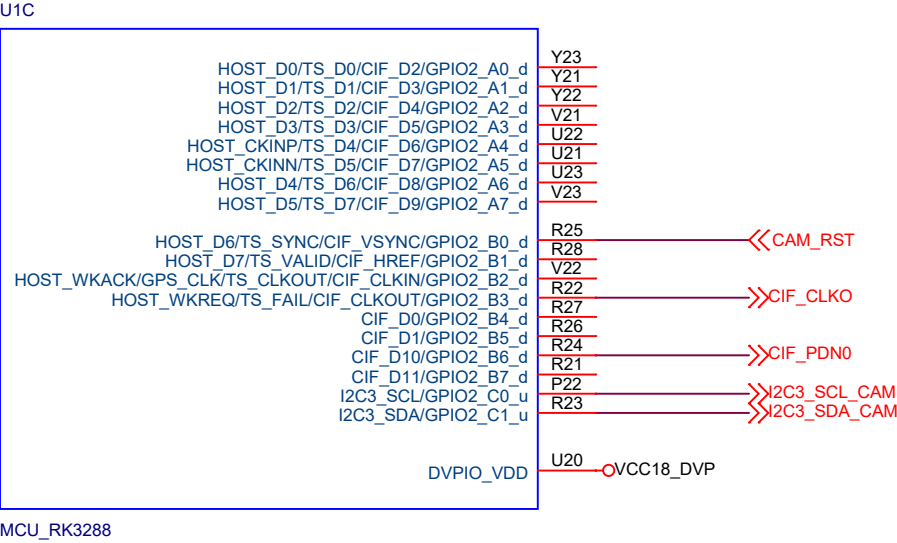 U1C
HOST_D0/TS_D0/CIF_D2/GPIO2_A0_d Y23
HOST_D1/TS_D1/CIF_D3/GPIO2_A1_d Y21
HOST_D2/TS_D2/CIF_D4/GPIO2_A2_d Y22
HOST_D3/TS_D3/CIF_D5/GPIO2_A3_d V21
HOST_CKINP/TS_D4/CIF_D6/GPIO2_A4_d U22
HOST_CKINN/TS_D5/CIF_D7/GPIO2_A5_d U21
HOST_D4/TS_D6/CIF_D8/GPIO2_A6_d U23
HOST_D5/TS_D7/CIF_D9/GPIO2_A7_d V23
HOST_D6/TS_SYNC/CIF_VSYNC/GPIO2_B0_d R25 CAM_RST
HOST_D7/TS_VALID/CIF_HREF/GPIO2_B1_d R28
HOST_WKACK/GPS_CLK/TS_CLKOUT/CIF_CLKIN/GPIO2_B2_d V22
HOST_WKREQ/TS_FAIL/CIF_CLKOUT/GPIO2_B3_d R22 CIF_CLKO
CIF_D0/GPIO2_B4_d R27
CIF_D1/GPIO2_B5_d R26
CIF_D10/GPIO2_B6_d R24 CIF_PDN0
CIF_D11/GPIO2_B7_d R21
I2C3_SCL/GPIO2_C0_u P22 I2C3_SCL_CAM
I2C3_SDA/GPIO2_C1_u R23 I2C3_SDA_CAM
DVPIO_VDD U20 VCC18_DVP
MCU_RK3288